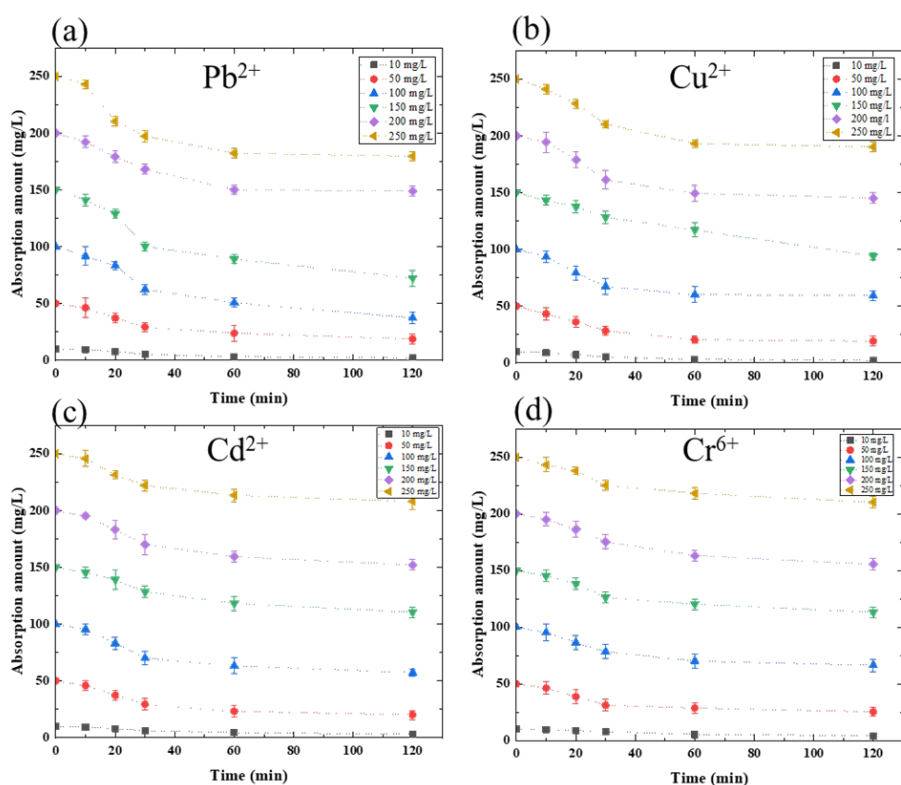 (a)
Pb2+
10 mg/L
50 mg/L
100 mg/L
150 mg/L
200 mg/L
250 mg/L
Absorption amount (mg/L)
250
200
150
100
50
0
0 20 40 60 80 100 120
Time (min)
(b)
Cu2+
10 mg/L
50 mg/L
100 mg/L
150 mg/L
200 mg/l
250 mg/L
Absorption amount (mg/L)
250
200
150
100
50
0
0 20 40 60 80 100 120
Time (min)
(c)
Cd2+
10 mg/L
50 mg/L
100 mg/L
150 mg/L
200 mg/L
250 mg/L
Absorption amount (mg/L)
250
200
150
100
50
0
0 20 40 60 80 100 120
Time (min)
(d)
Cr6+
10 mg/L
50 mg/L
100 mg/L
150 mg/L
200 mg/L
250 mg/L
Absorption amount (mg/L)
250
200
150
100
50
0
0 20 40 60 80 100 120
Time (min)